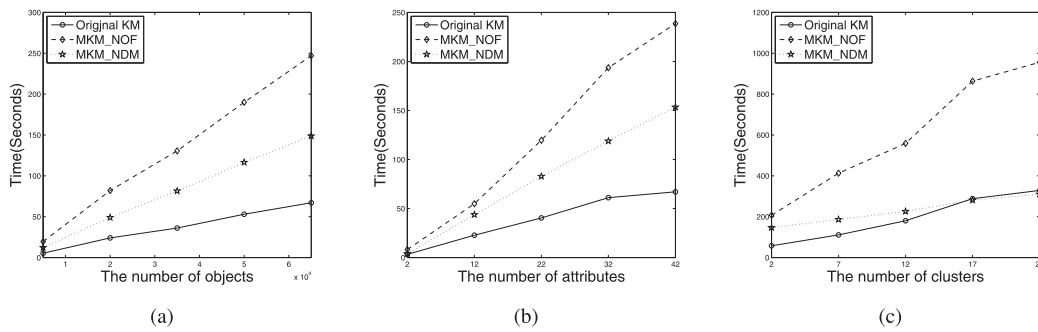 300
250
200
150
100
50
0
Time(Seconds)
Original KM
MKM_NOF
MKM_NDM
1 2 3 4 5 6
x 10⁴
The number of objects
(a)
250
200
150
100
50
0
Time(Seconds)
Original KM
MKM_NOF
MKM_NDM
2 12 22 32 42
The number of attributes
(b)
1200
1000
800
600
400
200
0
Time(Seconds)
Original KM
MKM_NOF
MKM_NDM
2 7 12 17
The number of clusters
(c)